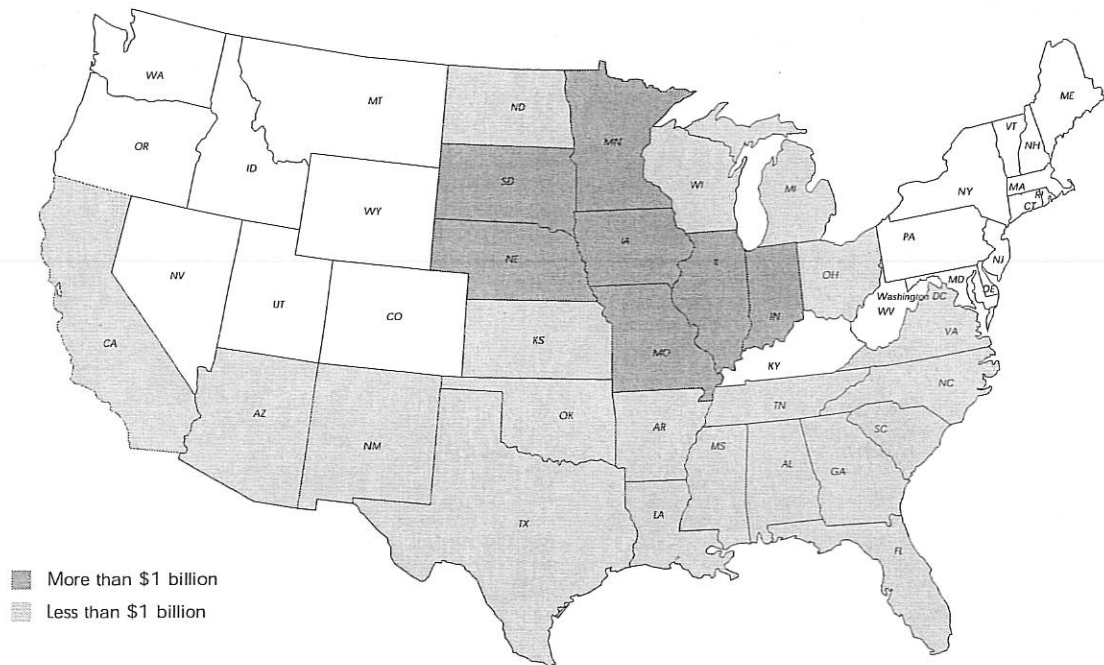 WA
MT
ND
MN
ME
VT
NH
OR
ID
SD
WI
MI
NY
MA
RI
CT
WY
IA
PA
NJ
NE
IL
IN
OH
MD
DE
Washington DC
WV
NV
UT
CO
KS
MO
KY
VA
CA
NC
TN
AZ
NM
OK
AR
SC
MS
AL
GA
TX
LA
FL
More than $1 billion
Less than $1 billion